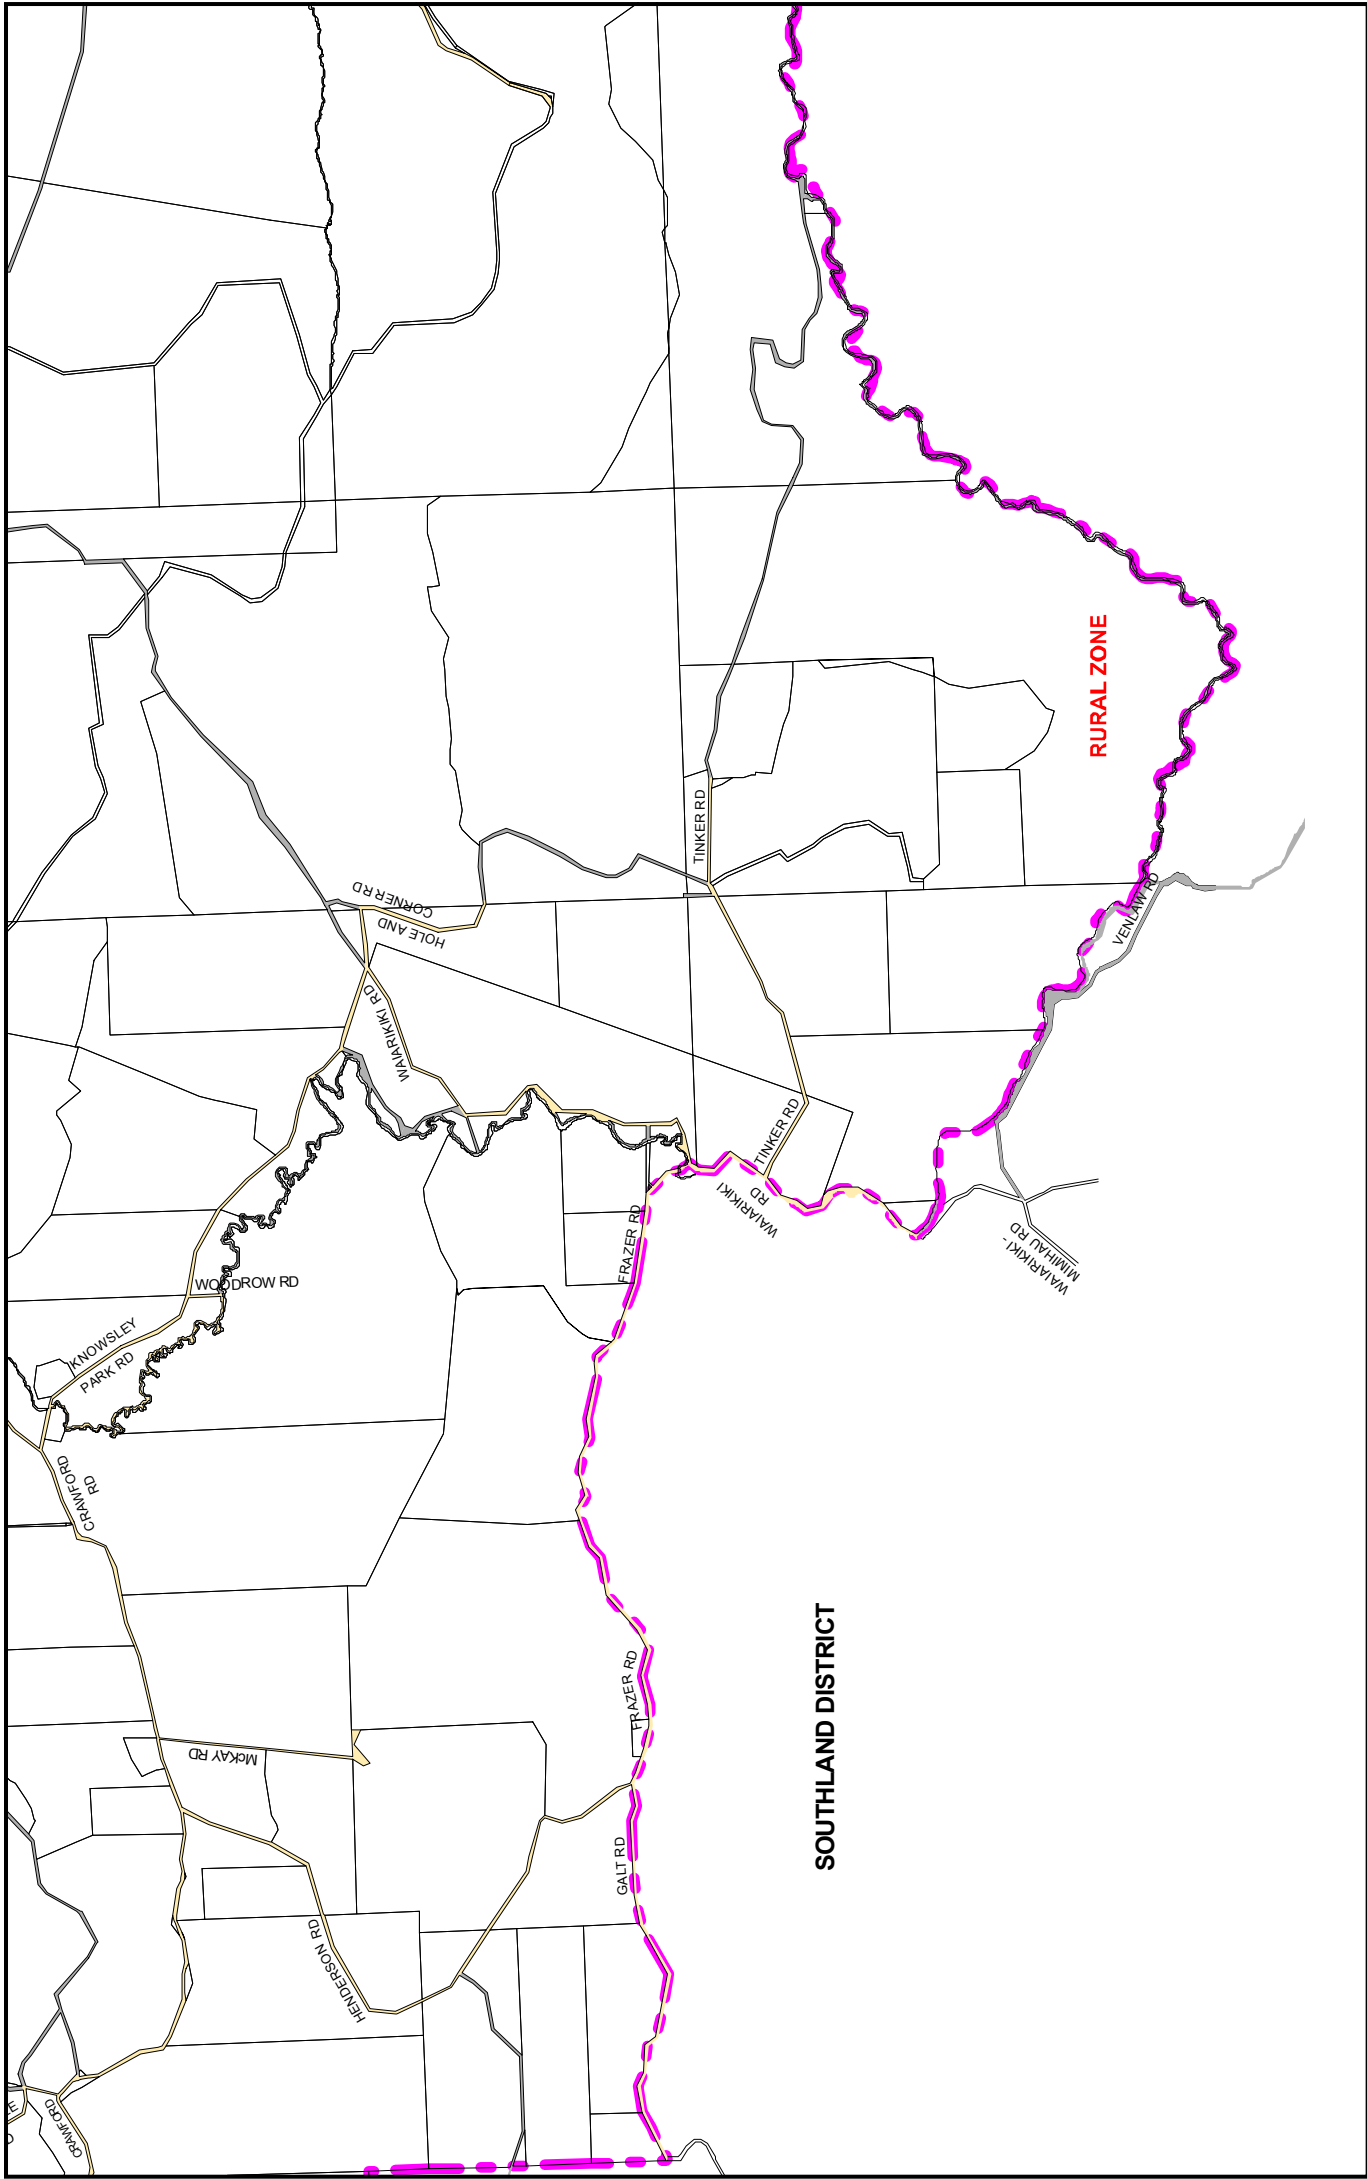 TINKER RD
RURAL ZONE
HOLE AND
CORNER RD
WAIARIKIKI RD
VENLAW RD
TINKER RD
WAIARIKIKI
RD
FRAZER RD
WAIARIKIKI -
MIMIHAU RD
WOODROW RD
KNOWSLEY
PARK RD
CRAWFORD
RD
FRAZER RD
McKAY RD
SOUTHLAND DISTRICT
GALT RD
HENDERSON RD
CRAWFORD